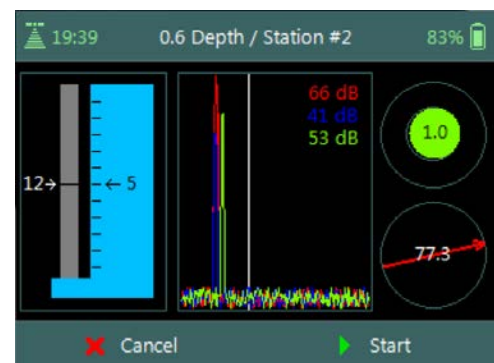 19:39 0.6 Depth / Station #2 83%
66 dB
41 dB
53 dB
1.0
12→ ← 5
77.3
Cancel Start